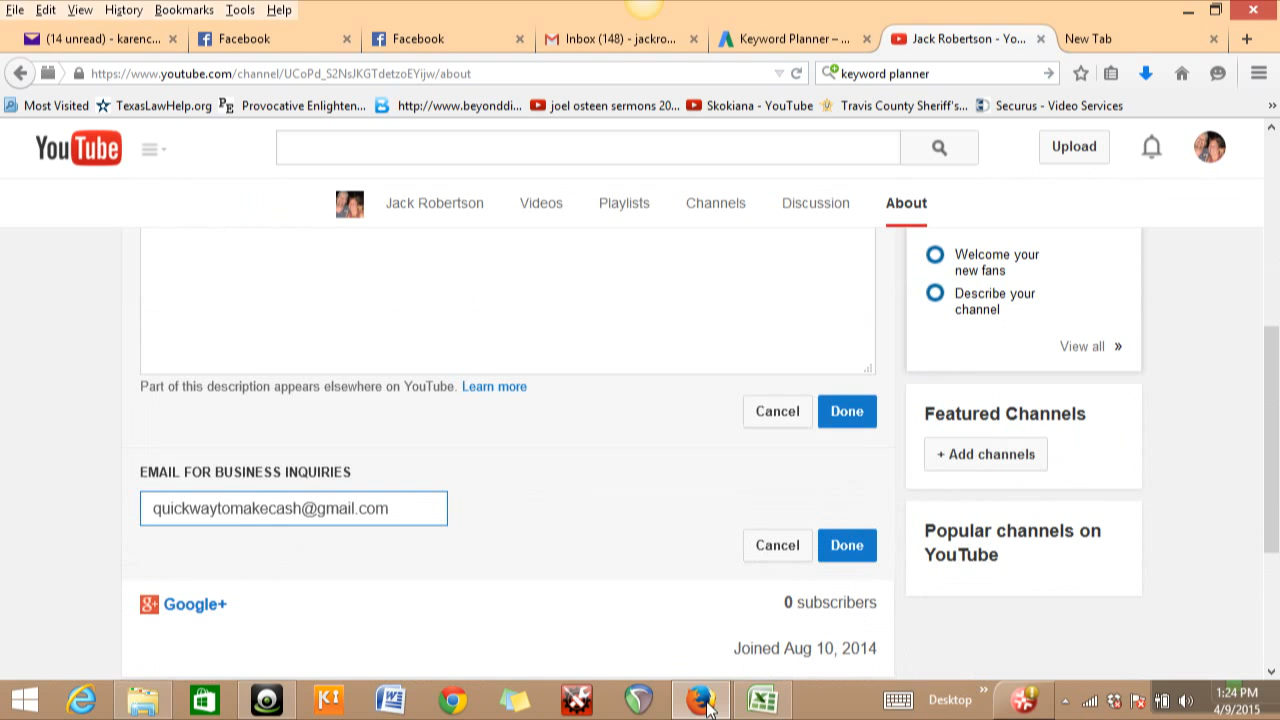 File Edit View History Bookmarks Tools Help
(14 unread) - karenc...
Facebook
Facebook
Inbox (148) - jackro...
Keyword Planner – ...
Jack Robertson - Yo...
New Tab
https://www.youtube.com/channel/UCoPd_S2NsJKGTdetzoEYijw/about
keyword planner
Most Visited
TexasLawHelp.org
Provocative Enlighten...
http://www.beyonddi...
joel osteen sermons 20...
Skokiana - YouTube
Travis County Sheriff's...
Securus - Video Services
YouTube
Upload
Jack Robertson
Videos
Playlists
Channels
Discussion
About
Welcome your
new fans
Describe your
channel
View all »
Part of this description appears elsewhere on YouTube. Learn more
Cancel
Done
Featured Channels
+ Add channels
EMAIL FOR BUSINESS INQUIRIES
quickwaytomakecash@gmail.com
Cancel
Done
Popular channels on
YouTube
Google+
0 subscribers
Joined Aug 10, 2014
Desktop
1:24 PM
4/9/2015